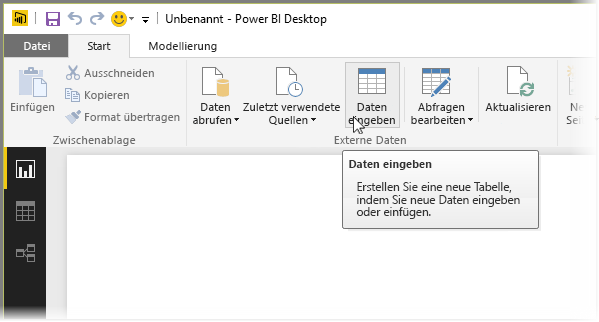 Unbenannt - Power BI Desktop
Datei Start Modellierung
Einfügen
Ausschneiden
Kopieren
Format übertragen
Zwischenablage
Daten
abrufen
Zuletzt verwendete
Quellen
Daten
eingeben
Abfragen
bearbeiten
Aktualisieren
Externe Daten
Daten eingeben
Erstellen Sie eine neue Tabelle,
indem Sie neue Daten eingeben
oder einfügen.